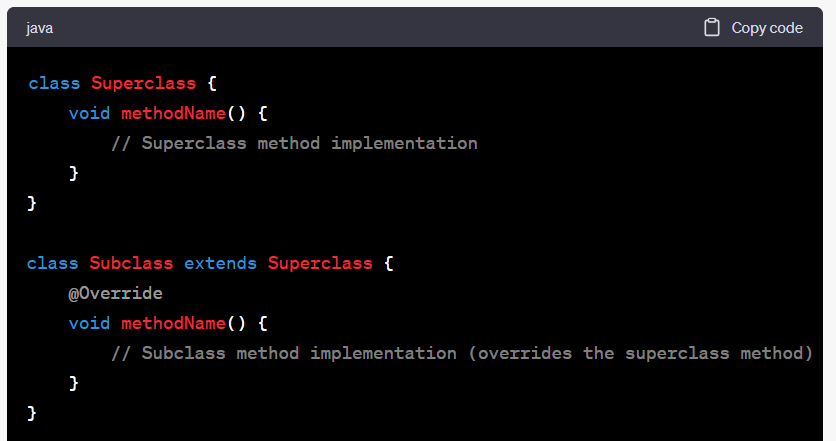 java Copy code
class Superclass {
    void methodName() {
        // Superclass method implementation
    }
}

class Subclass extends Superclass {
    @Override
    void methodName() {
        // Subclass method implementation (overrides the superclass method)
    }
}